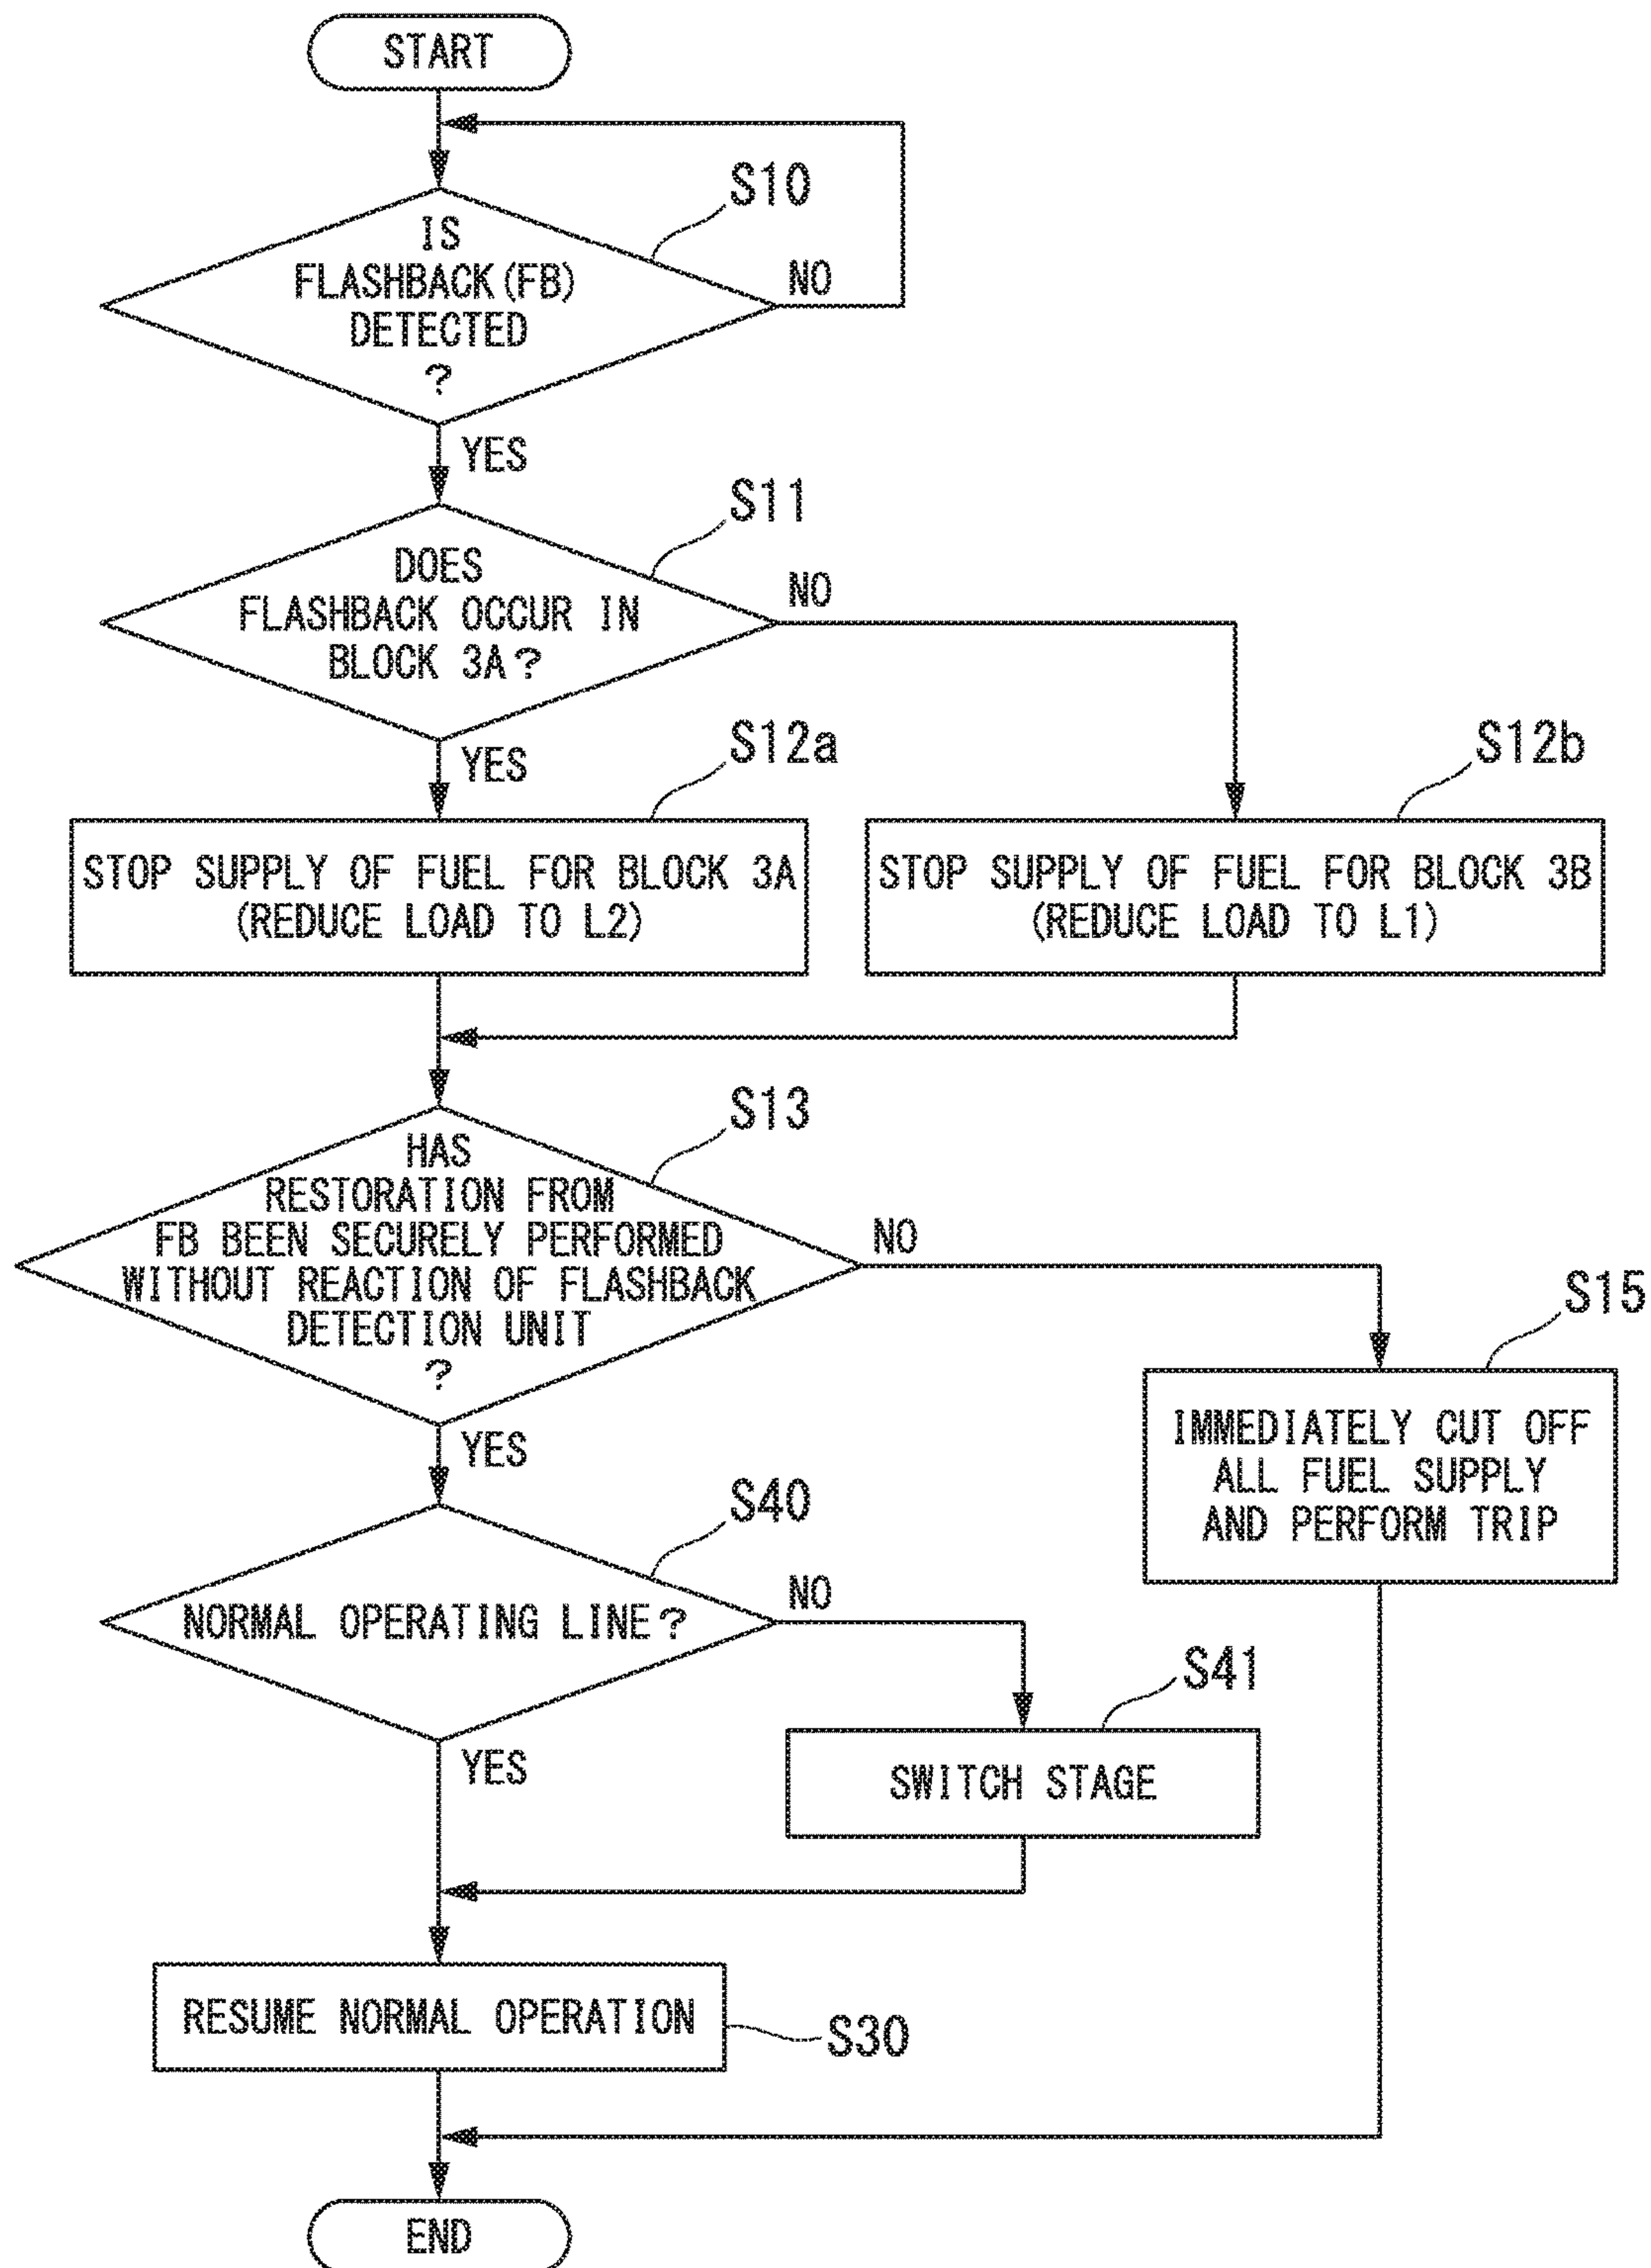 START
S10
IS
FLASHBACK(FB)
DETECTED
?
NO
YES
S11
DOES
FLASHBACK OCCUR IN
BLOCK 3A?
NO
YES
S12a
S12b
STOP SUPPLY OF FUEL FOR BLOCK 3A
(REDUCE LOAD TO L2)
STOP SUPPLY OF FUEL FOR BLOCK 3B
(REDUCE LOAD TO L1)
S13
HAS
RESTORATION FROM
FB BEEN SECURELY PERFORMED
WITHOUT REACTION OF FLASHBACK
DETECTION UNIT
?
NO
YES
S15
IMMEDIATELY CUT OFF
ALL FUEL SUPPLY
AND PERFORM TRIP
S40
NORMAL OPERATING LINE?
NO
YES
S41
SWITCH STAGE
RESUME NORMAL OPERATION
S30
END